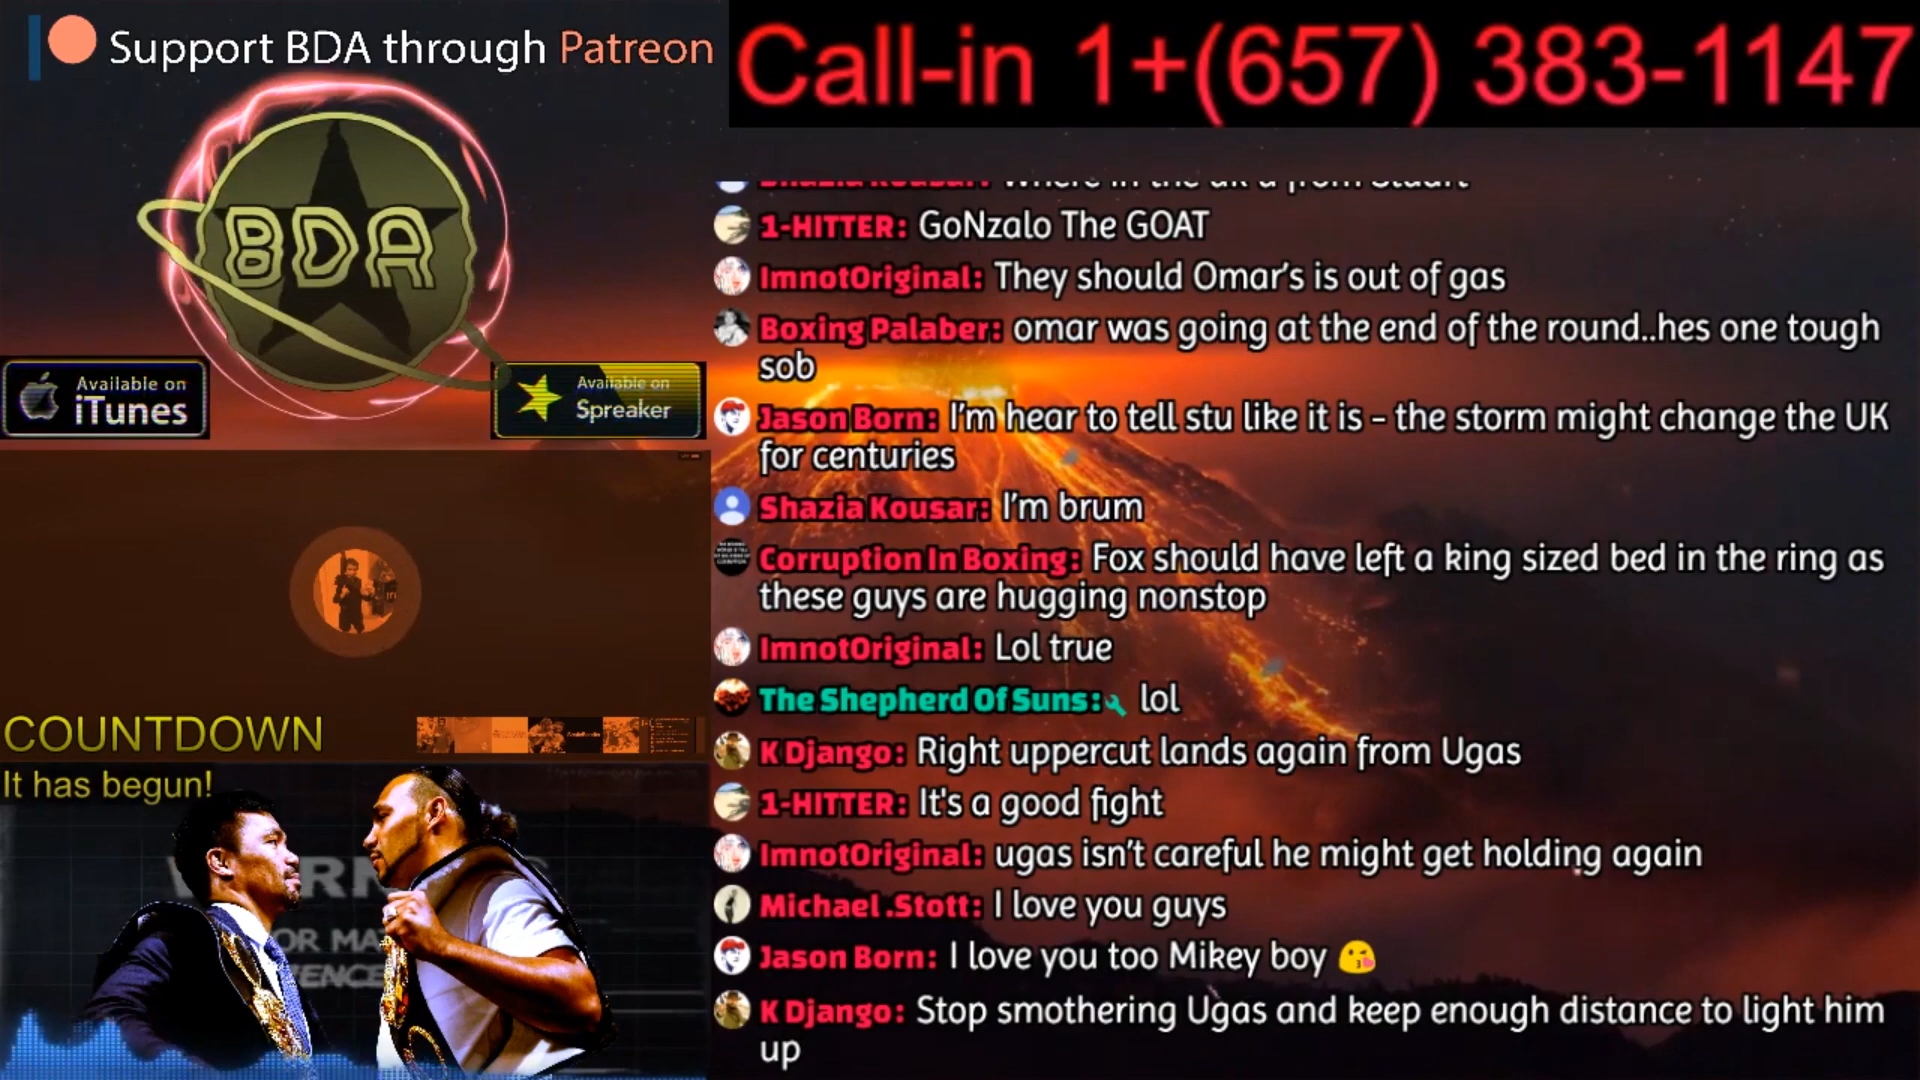 Support BDA through Patreon
Call-in 1+(657) 383-1147
BDA
Available on
iTunes
Available on
Spreaker
COUNTDOWN
It has begun!
1-HITTER: GoNzalo The GOAT
ImnotOriginal: They should Omar's is out of gas
Boxing Palaber: omar was going at the end of the round..hes one tough
sob
Jason Born: I'm hear to tell stu like it is – the storm might change the UK
for centuries
Shazia Kousar: I'm brum
Corruption In Boxing: Fox should have left a king sized bed in the ring as
these guys are hugging nonstop
ImnotOriginal: Lol true
The Shepherd Of Suns: lol
K Django: Right uppercut lands again from Ugas
1-HITTER: It's a good fight
ImnotOriginal: ugas isn't careful he might get holding again
Michael .Stott: I love you guys
Jason Born: I love you too Mikey boy 😘
K Django: Stop smothering Ugas and keep enough distance to light him
up